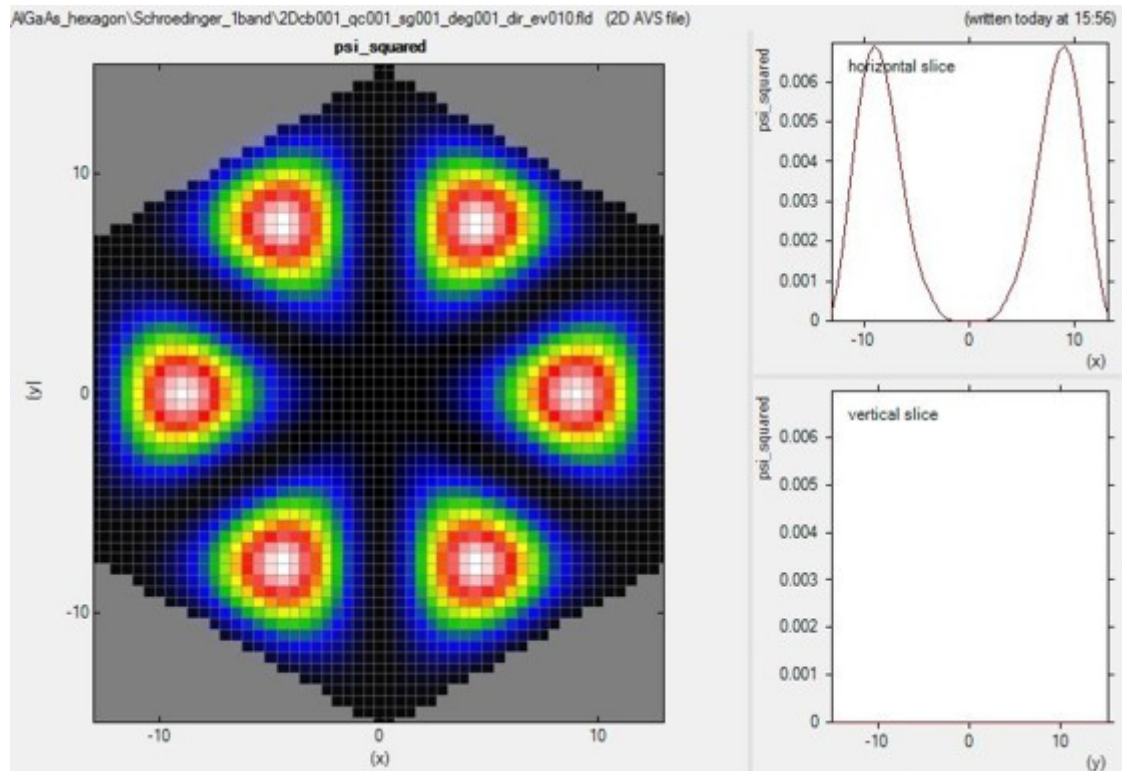 /AlGaAs_hexagon\Schroedinger_1band/2Dcb001_qc001_sg001_deg001_dir_ev010.fld (2D AVS file)
(written today at 15:56)
psi_squared
10
0
-10
(y)
-10
0
10
(x)
psi_squared
horizontal slice
0.006
0.005
0.004
0.003
0.002
0.001
0
-10
0
10
(x)
psi_squared
vertical slice
0.006
0.005
0.004
0.003
0.002
0.001
0
-10
0
10
(y)